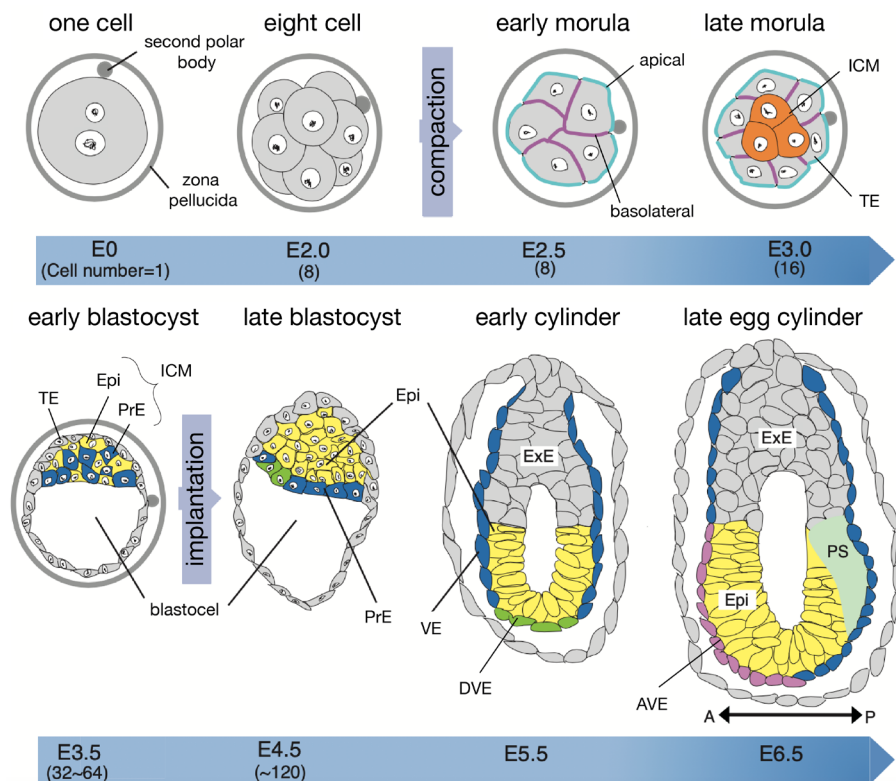 one cell
eight cell
early morula
late morula
second polar
body
apical
ICM
compaction
zona
pellucida
basolateral
TE
E0
(Cell number=1)
E2.0
(8)
E2.5
(8)
E3.0
(16)
early blastocyst
late blastocyst
early cylinder
late egg cylinder
Epi
ICM
TE
PrE
Epi
ExE
ExE
implantation
PS
Epi
blastocel
PrE
VE
DVE
AVE
A
P
E3.5
(32~64)
E4.5
(~120)
E5.5
E6.5